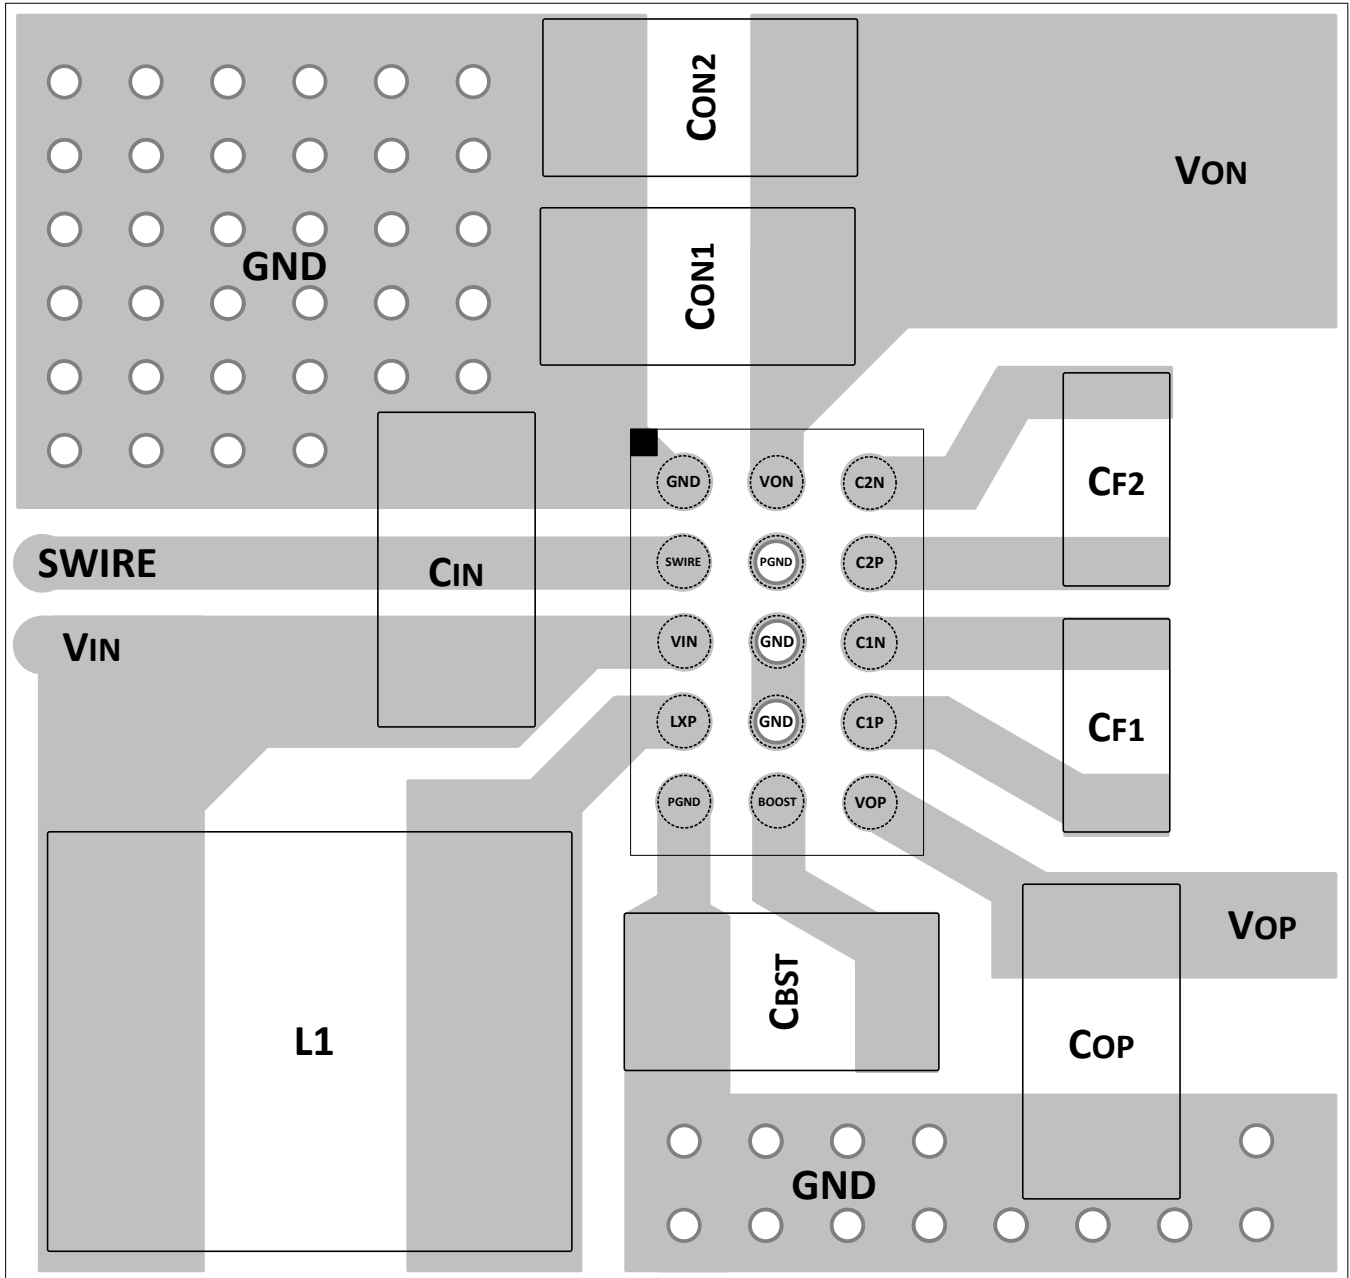 CON2
VON
GND
CON1
GND VON C2N
CF2
SWIRE
CIN
SWIRE PGND C2P
VIN
VIN GND C1N
LXP GND C1P
CF1
PGND BOOST VOP
VOP
CBST
L1
COP
GND